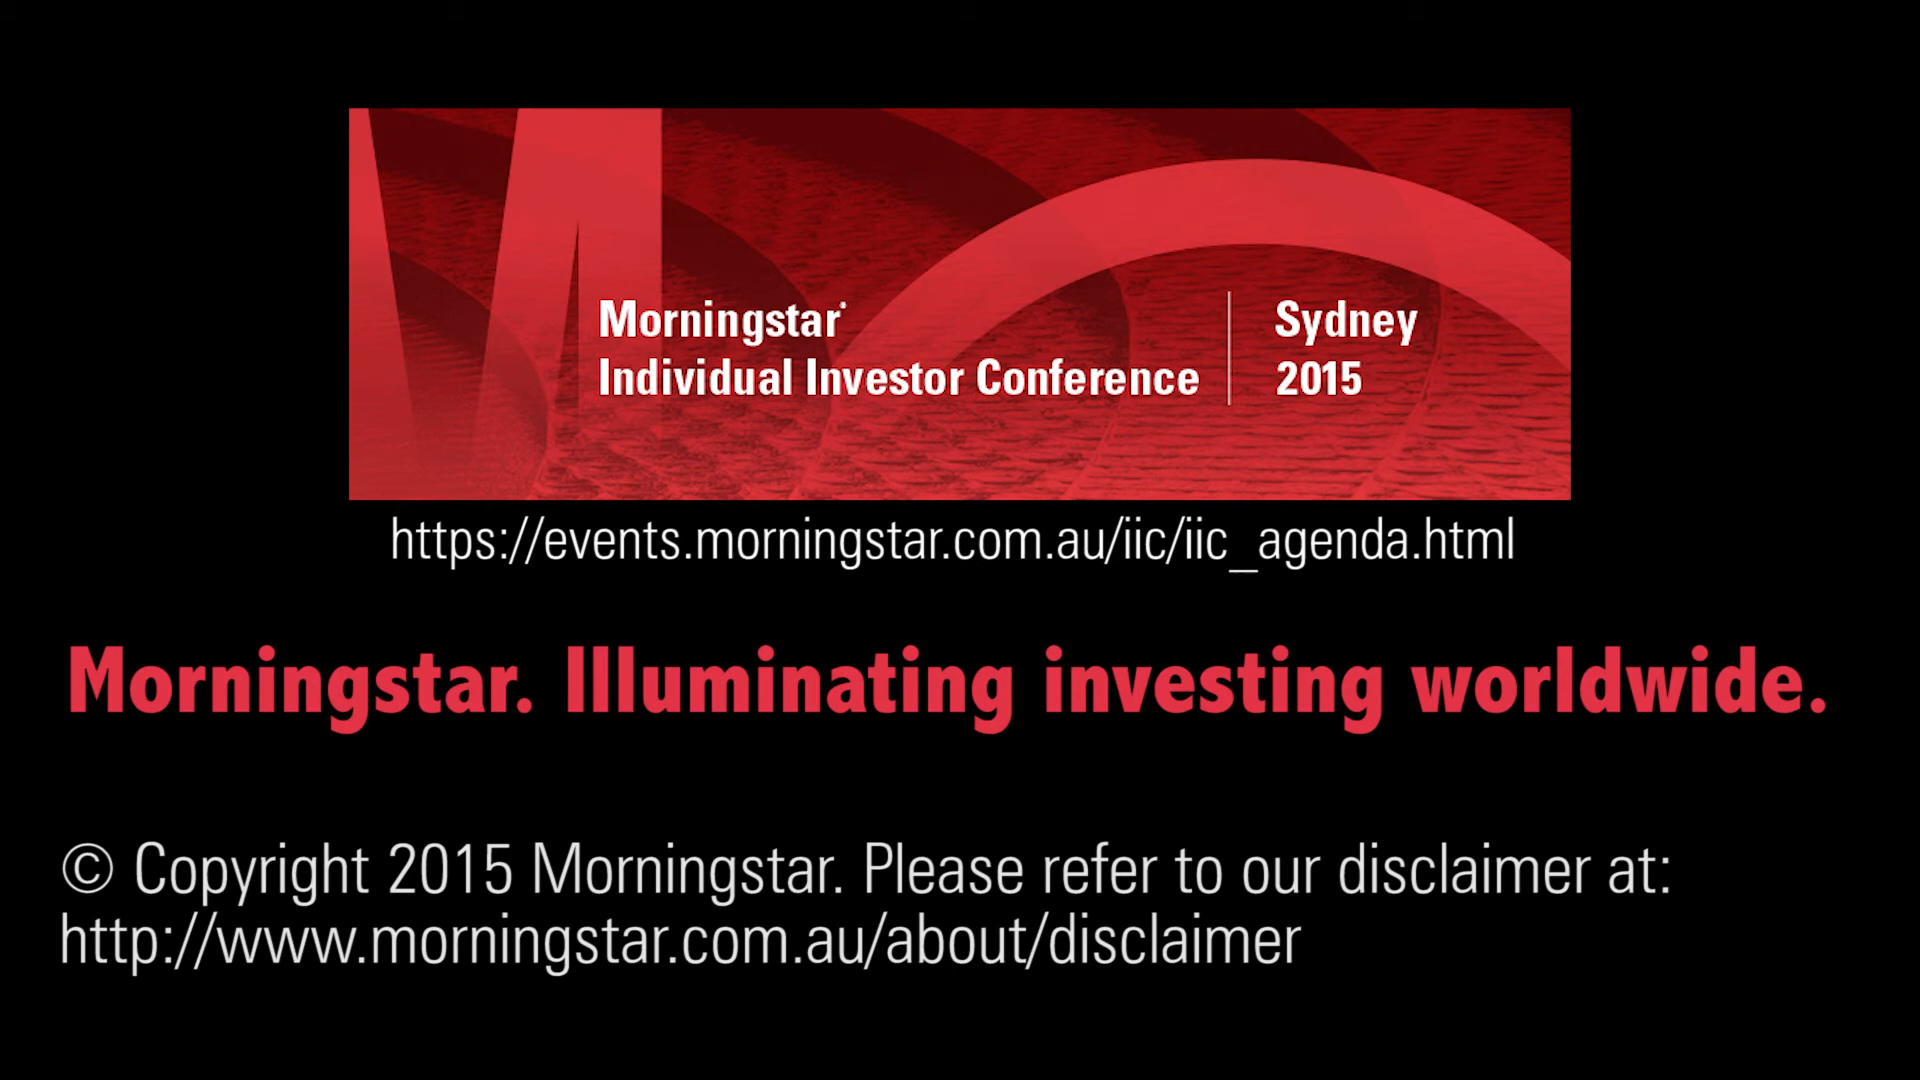 Morningstar®
Individual Investor Conference
Sydney
2015
https://events.morningstar.com.au/iic/iic_agenda.html
Morningstar. Illuminating investing worldwide.
© Copyright 2015 Morningstar. Please refer to our disclaimer at:
http://www.morningstar.com.au/about/disclaimer